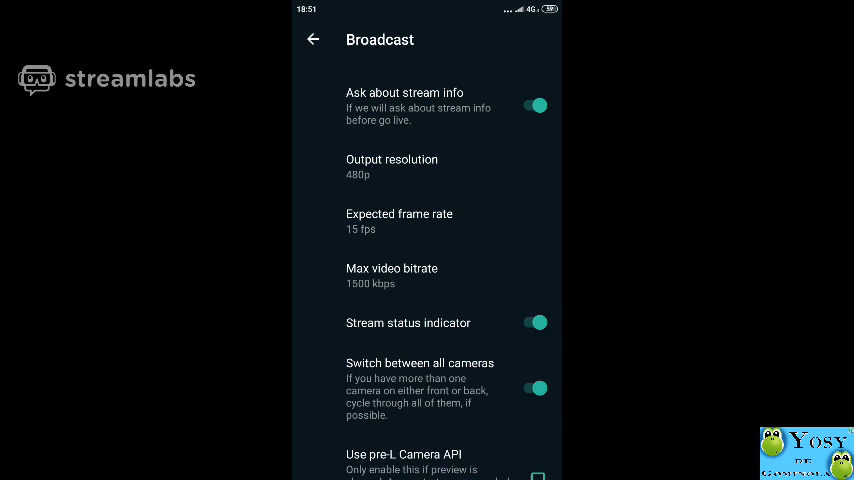 18:51
4G
59
Broadcast
streamlabs
Ask about stream info
If we will ask about stream info
before go live.
Output resolution
480p
Expected frame rate
15 fps
Max video bitrate
1500 kbps
Stream status indicator
Switch between all cameras
If you have more than one
camera on either front or back,
cycle through all of them, if
possible.
Use pre-L Camera API
Only enable this if preview is
Yosy